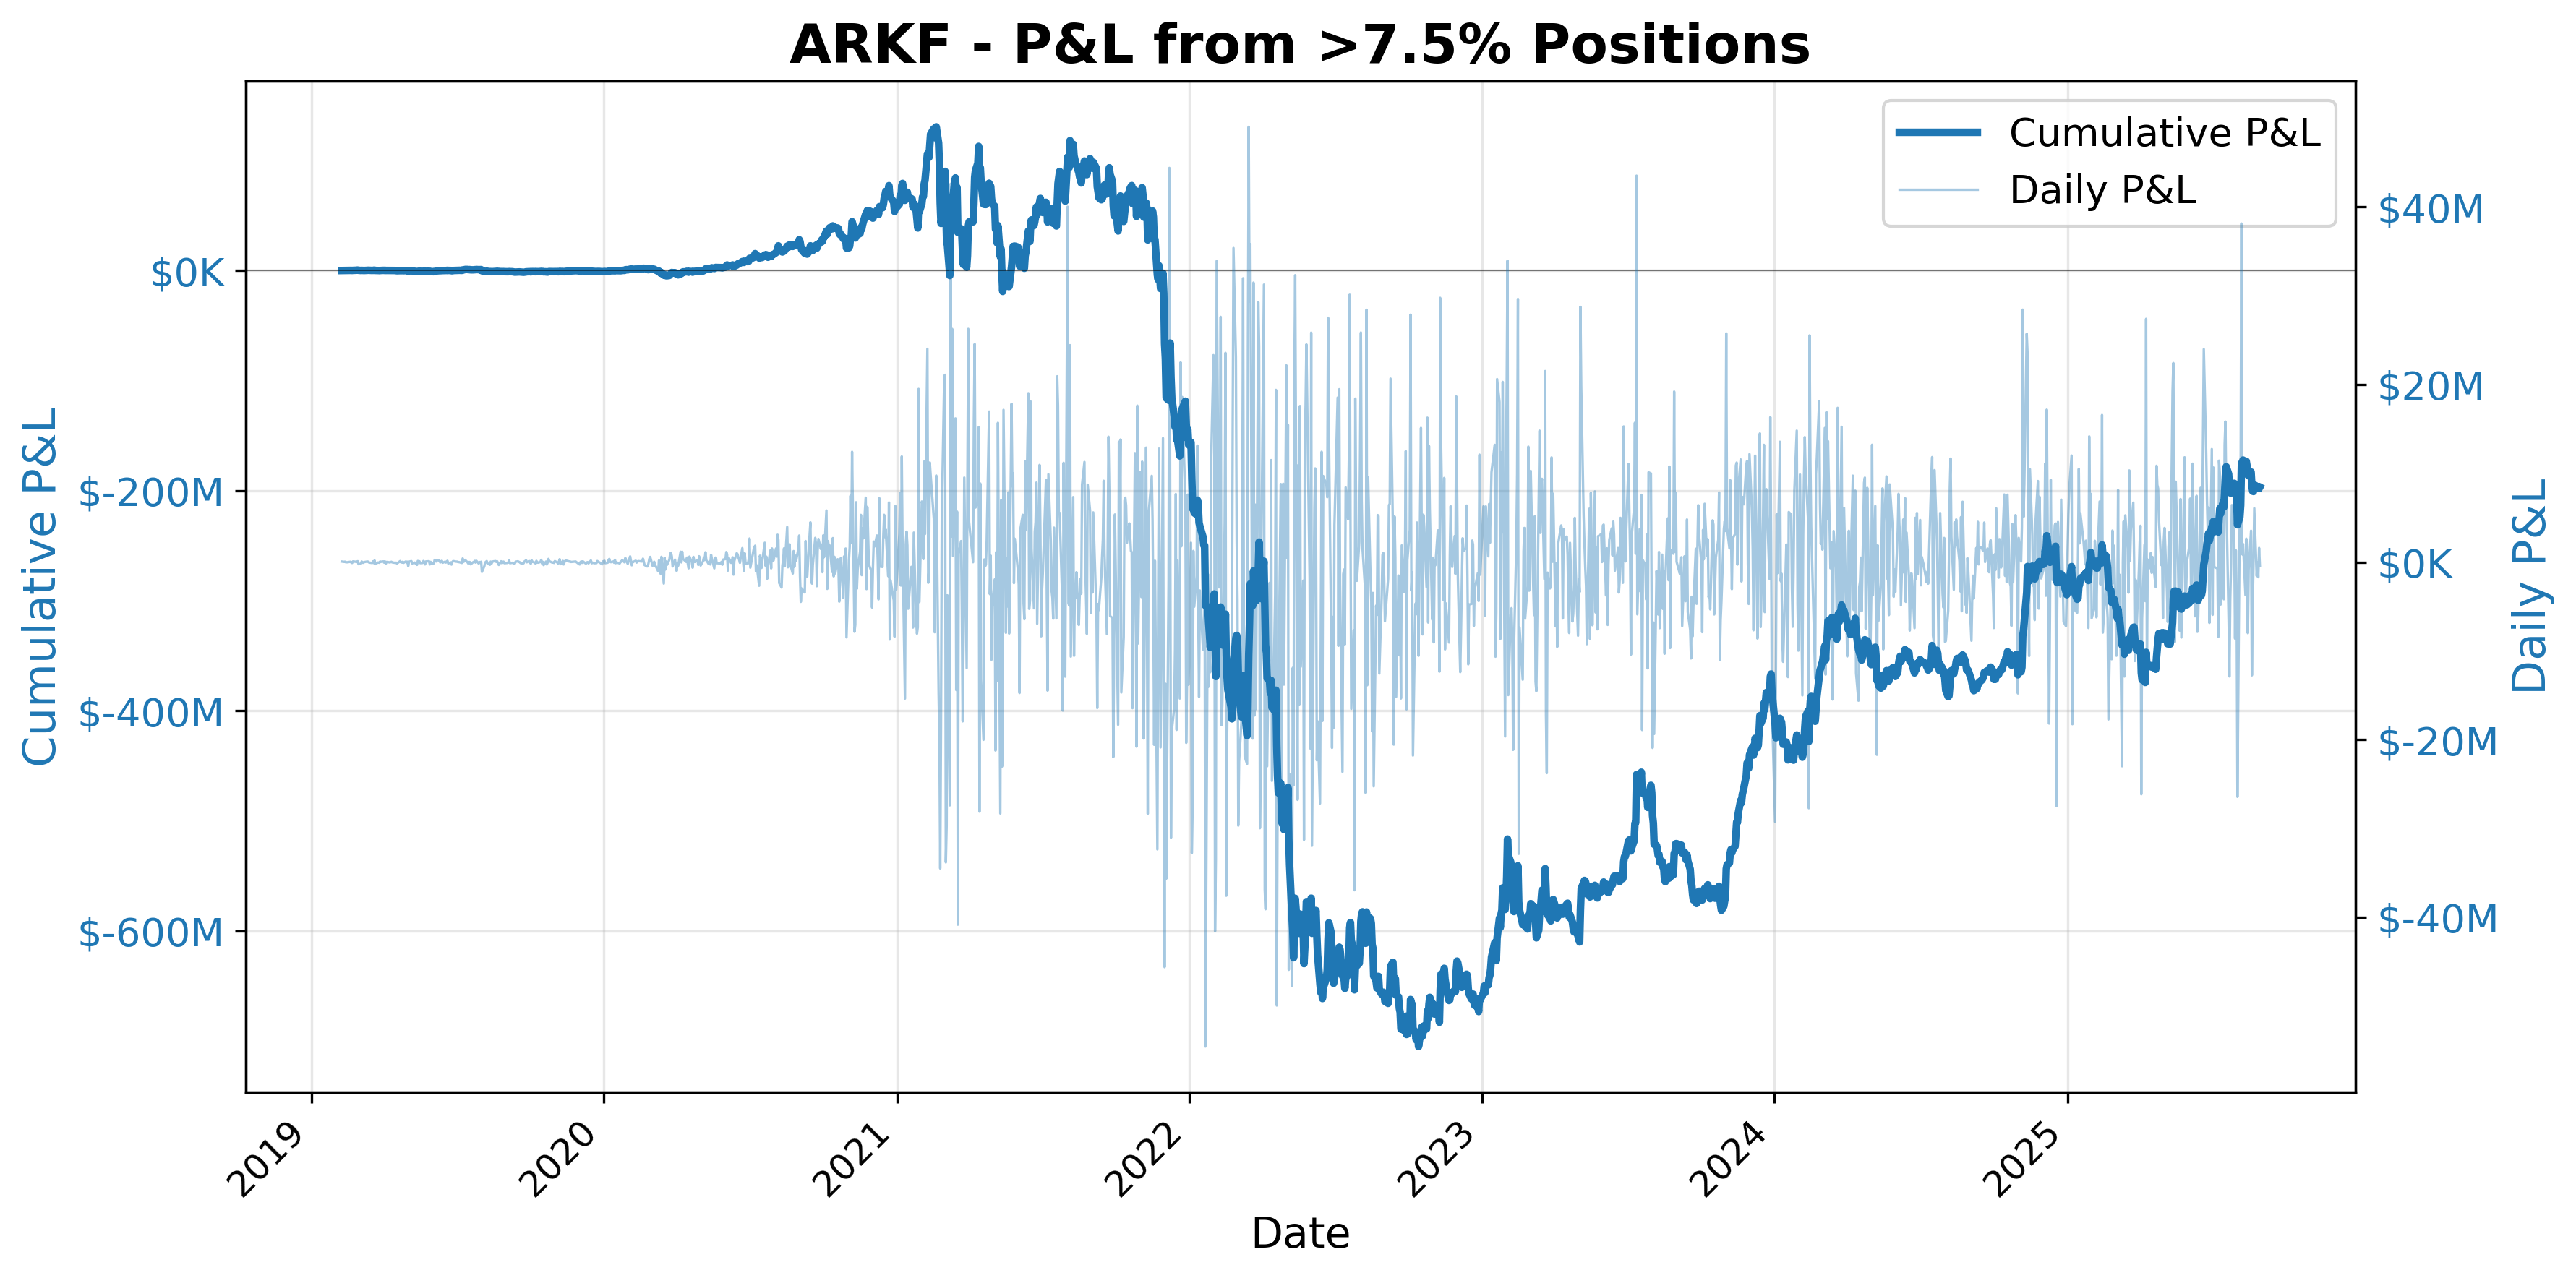 ARKF - P&L from >7.5% Positions
Cumulative P&L
Daily P&L
$0K
$-200M
$-400M
$-600M
Cumulative P&L
$40M
$20M
$0K
$-20M
$-40M
Daily P&L
2019
2020
2021
2022
2023
2024
2025
Date